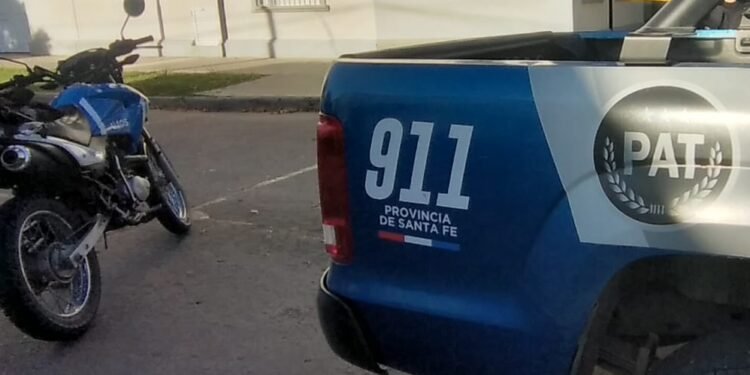 911
PROVINCIA
DE SANTA FE
PAT